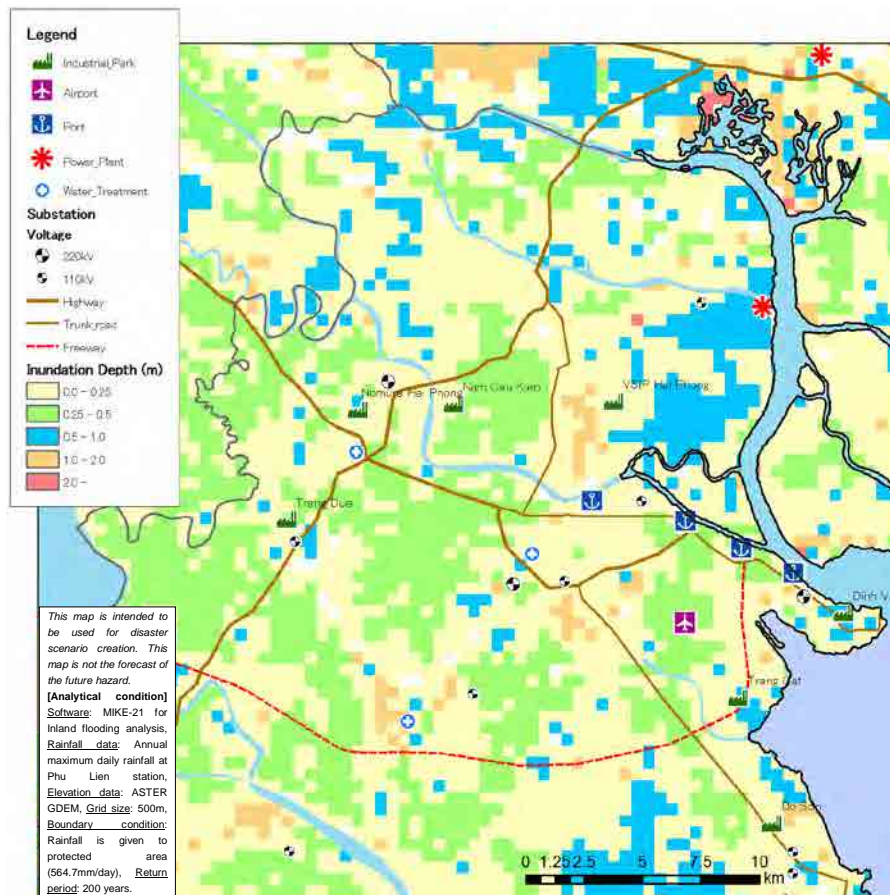 Legend
Industrial_Park
Airport
Port
Power_Plant
Water_Treatment
Substation
Voltage
220kV
110kV
Highway
Trunk_road
Freeway
Inundation Depth (m)
0.0 - 0.25
0.25 - 0.5
0.5 - 1.0
1.0 - 2.0
2.0 -
Nomura Hai Phong
Nam Cau Kien
VSIP Hai Phong
Trang Due
Dinh V
Trang Cat
Do Son
This map is intended to
be used for disaster
scenario creation. This
map is not the forecast of
the future hazard.
[Analytical condition]
Software: MIKE-21 for
Inland flooding analysis,
Rainfall data: Annual
maximum daily rainfall at
Phu Lien station,
Elevation data: ASTER
GDEM, Grid size: 500m,
Boundary condition:
Rainfall is given to
protected area
(564.7mm/day), Return
period: 200 years.
0 1.25 2.5 5 7.5 10
km